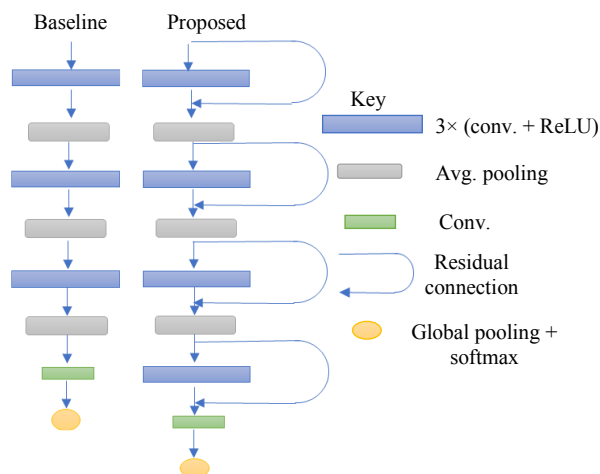 Baseline
Proposed
Key
3× (conv. + ReLU)
Avg. pooling
Conv.
Residual
connection
Global pooling +
softmax